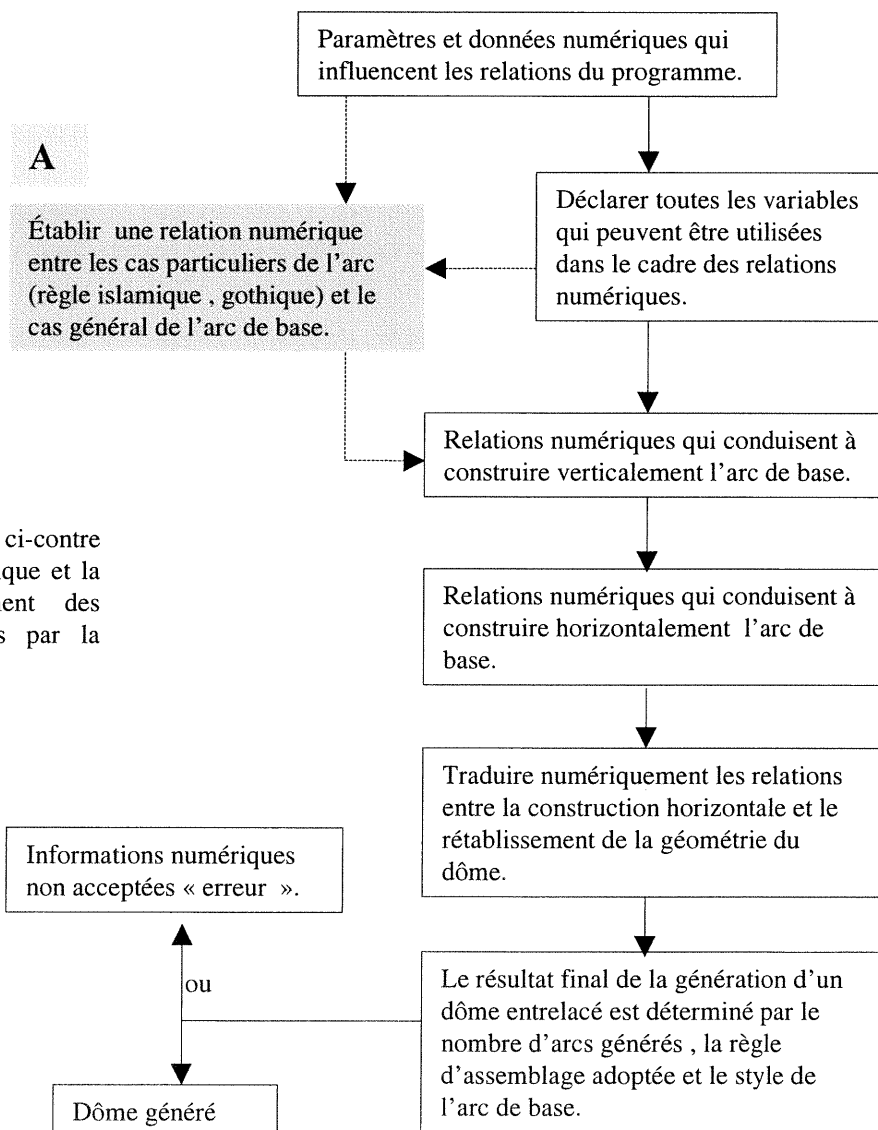 Paramètres et données numériques qui
influencent les relations du programme.
A
Établir une relation numérique
entre les cas particuliers de l'arc
(règle islamique , gothique) et le
cas général de l'arc de base.
Déclarer toutes les variables
qui peuvent être utilisées
dans le cadre des relations
numériques.
Relations numériques qui conduisent à
construire verticalement l'arc de base.
ci-contre
que et la
ent des
s par la
Relations numériques qui conduisent à
construire horizontalement l'arc de
base.
Traduire numériquement les relations
entre la construction horizontale et le
rétablissement de la géométrie du
dôme.
Informations numériques
non acceptées « erreur ».
ou
Le résultat final de la génération d'un
dôme entrelacé est déterminé par le
nombre d'arcs générés , la règle
d'assemblage adoptée et le style de
l'arc de base.
Dôme généré